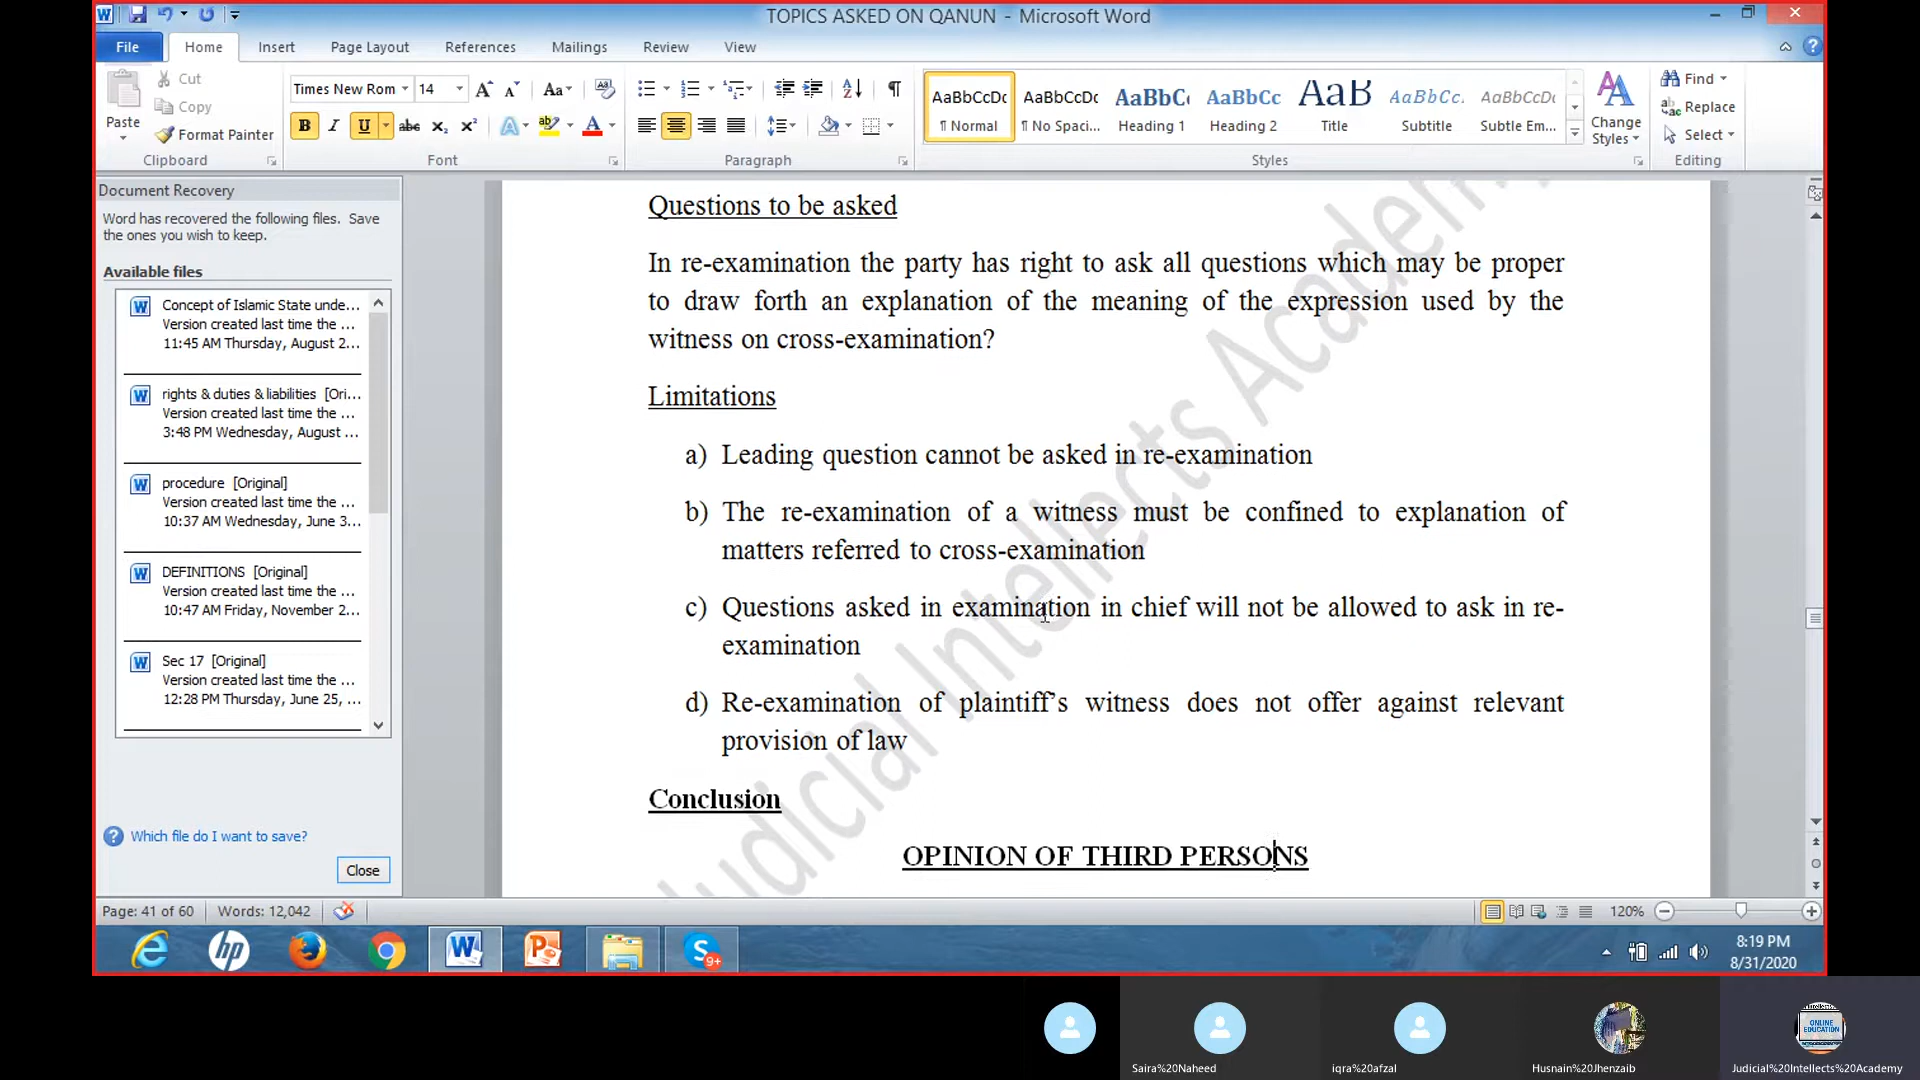 TOPICS ASKED ON QANUN - Microsoft Word
File Home Insert Page Layout References Mailings Review View
Paste
Cut
Copy
Format Painter
Clipboard
Times New Rom 14
Font
Paragraph
AaBbCcDc AaBbCcDc AaBbC AaBbCc AaB AaBbCc. AaBbCcDc
¶ Normal ¶ No Spaci... Heading 1 Heading 2 Title Subtitle Subtle Em...
Change
Styles
Styles
Find
Replace
Select
Editing
Document Recovery
Word has recovered the following files. Save
the ones you wish to keep.
Available files
Concept of Islamic State unde...
Version created last time the ...
11:45 AM Thursday, August 2...
rights & duties & liabilities [Ori...
Version created last time the ...
3:48 PM Wednesday, August ...
procedure [Original]
Version created last time the ...
10:37 AM Wednesday, June 3...
DEFINITIONS [Original]
Version created last time the ...
10:47 AM Friday, November 2...
Sec 17 [Original]
Version created last time the ...
12:28 PM Thursday, June 25, ...
Which file do I want to save?
Close
Questions to be asked
In re-examination the party has right to ask all questions which may be proper
to draw forth an explanation of the meaning of the expression used by the
witness on cross-examination?
Limitations
a) Leading question cannot be asked in re-examination
b) The re-examination of a witness must be confined to explanation of
matters referred to cross-examination
c) Questions asked in examination in chief will not be allowed to ask in re-
examination
d) Re-examination of plaintiff’s witness does not offer against relevant
provision of law
Conclusion
OPINION OF THIRD PERSONS
Judicial Intellects Academy
Page: 41 of 60 Words: 12,042
120%
8:19 PM
8/31/2020
9+
Saira%20Naheed
iqra%20afzal
Husnain%20Jhenzaib
ONLINE
EDUCATION
Judicial%20Intellects%20Academy